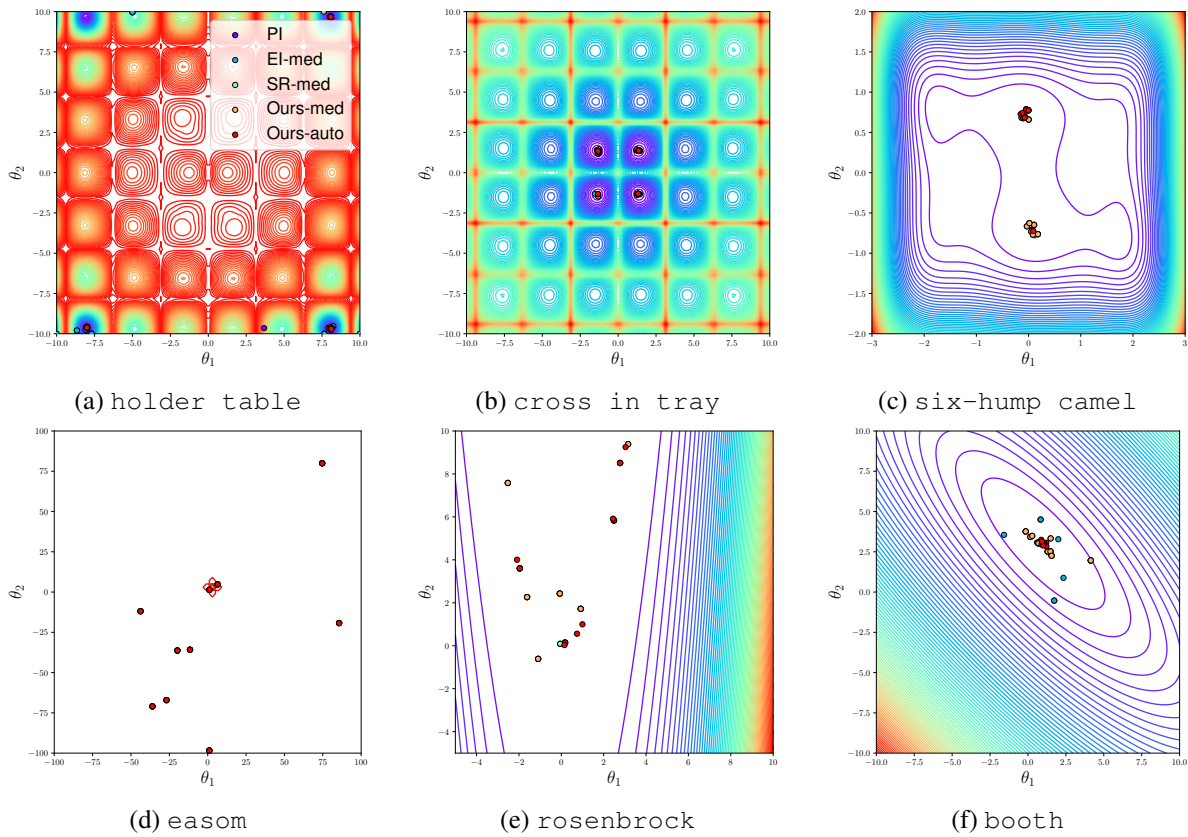 10.0
7.5
5.0
2.5
0.0
−2.5
−5.0
−7.5
−10.0
θ2
−10.0 −7.5 −5.0 −2.5 0.0 2.5 5.0 7.5 10.0
θ1
PI
EI-med
SR-med
Ours-med
Ours-auto
(a) holder table
10.0
7.5
5.0
2.5
0.0
−2.5
−5.0
−7.5
−10.0
θ2
−10.0 −7.5 −5.0 −2.5 0.0 2.5 5.0 7.5 10.0
θ1
(b) cross in tray
2.0
1.5
1.0
0.5
0.0
−0.5
−1.0
−1.5
−2.0
θ2
−3 −2 −1 0 1 2 3
θ1
(c) six-hump camel
100
75
50
25
0
−25
−50
−75
−100
θ2
−100 −75 −50 −25 0 25 50 75 100
θ1
(d) easom
10
8
6
4
2
0
−2
−4
θ2
−4 −2 0 2 4 6 8 10
θ1
(e) rosenbrock
10.0
7.5
5.0
2.5
0.0
−2.5
−5.0
−7.5
−10.0
θ2
−10.0 −7.5 −5.0 −2.5 0.0 2.5 5.0 7.5 10.0
θ1
(f) booth